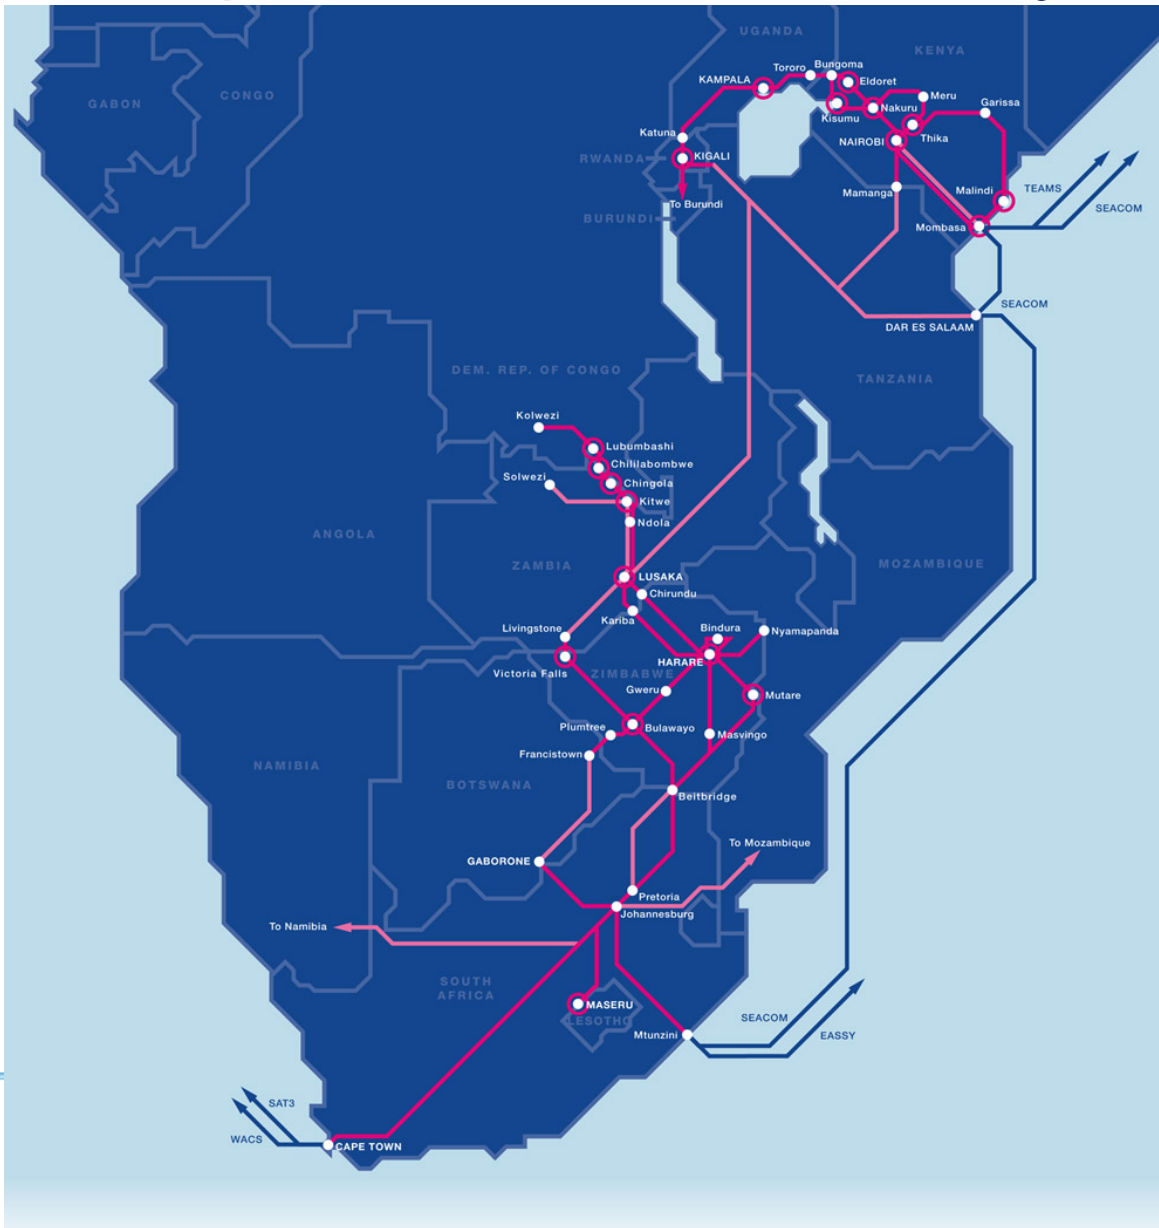 UGANDA
KENYA
Tororo
Bungoma
KAMPALA
Eldoret
Meru
Garissa
GABON
CONGO
Nakuru
Kisumu
Thika
Katuna
NAIROBI
RWANDA
KIGALI
Mamanga
Malindi
TEAMS
SEACOM
To Burundi
BURUNDI
Mombasa
SEACOM
DAR ES SALAAM
DEM. REP. OF CONGO
TANZANIA
Kolwezi
Lubumbashi
Chililabombwe
Solwezi
Chingola
Kitwe
Ndola
ANGOLA
ZAMBIA
MOZAMBIQUE
LUSAKA
Chirundu
Kariba
Livingstone
Bindura
Nyamapanda
HARARE
Victoria Falls
ZIMBABWE
Gweru
Mutare
Plumtree
Bulawayo
Masvingo
Francistown
NAMIBIA
BOTSWANA
Beitbridge
To Mozambique
GABORONE
Pretoria
Johannesburg
To Namibia
SOUTH
AFRICA
MASERU
LESOTHO
Mtunzini
SEACOM
EASSY
SAT3
WACS
CAPE TOWN